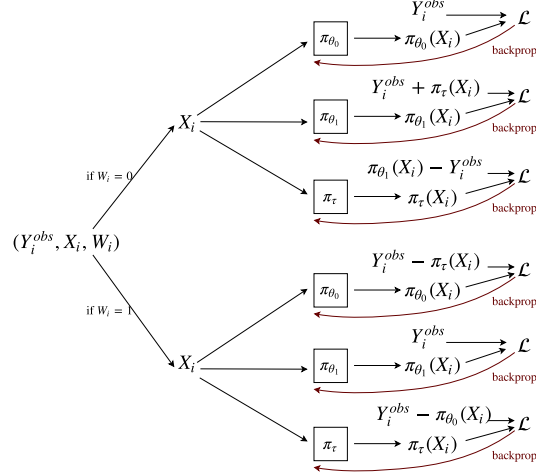 Y_i^{obs}
π_{θ_0}
π_{θ_0}(X_i)
ℒ
backprop
Y_i^{obs} + π_τ(X_i)
X_i
π_{θ_1}
π_{θ_1}(X_i)
ℒ
backprop
π_{θ_1}(X_i) − Y_i^{obs}
if W_i = 0
π_τ
π_τ(X_i)
ℒ
backprop
(Y_i^{obs}, X_i, W_i)
Y_i^{obs} − π_τ(X_i)
π_{θ_0}
π_{θ_0}(X_i)
ℒ
backprop
if W_i = 1
Y_i^{obs}
X_i
π_{θ_1}
π_{θ_1}(X_i)
ℒ
backprop
Y_i^{obs} − π_{θ_0}(X_i)
π_τ
π_τ(X_i)
ℒ
backprop